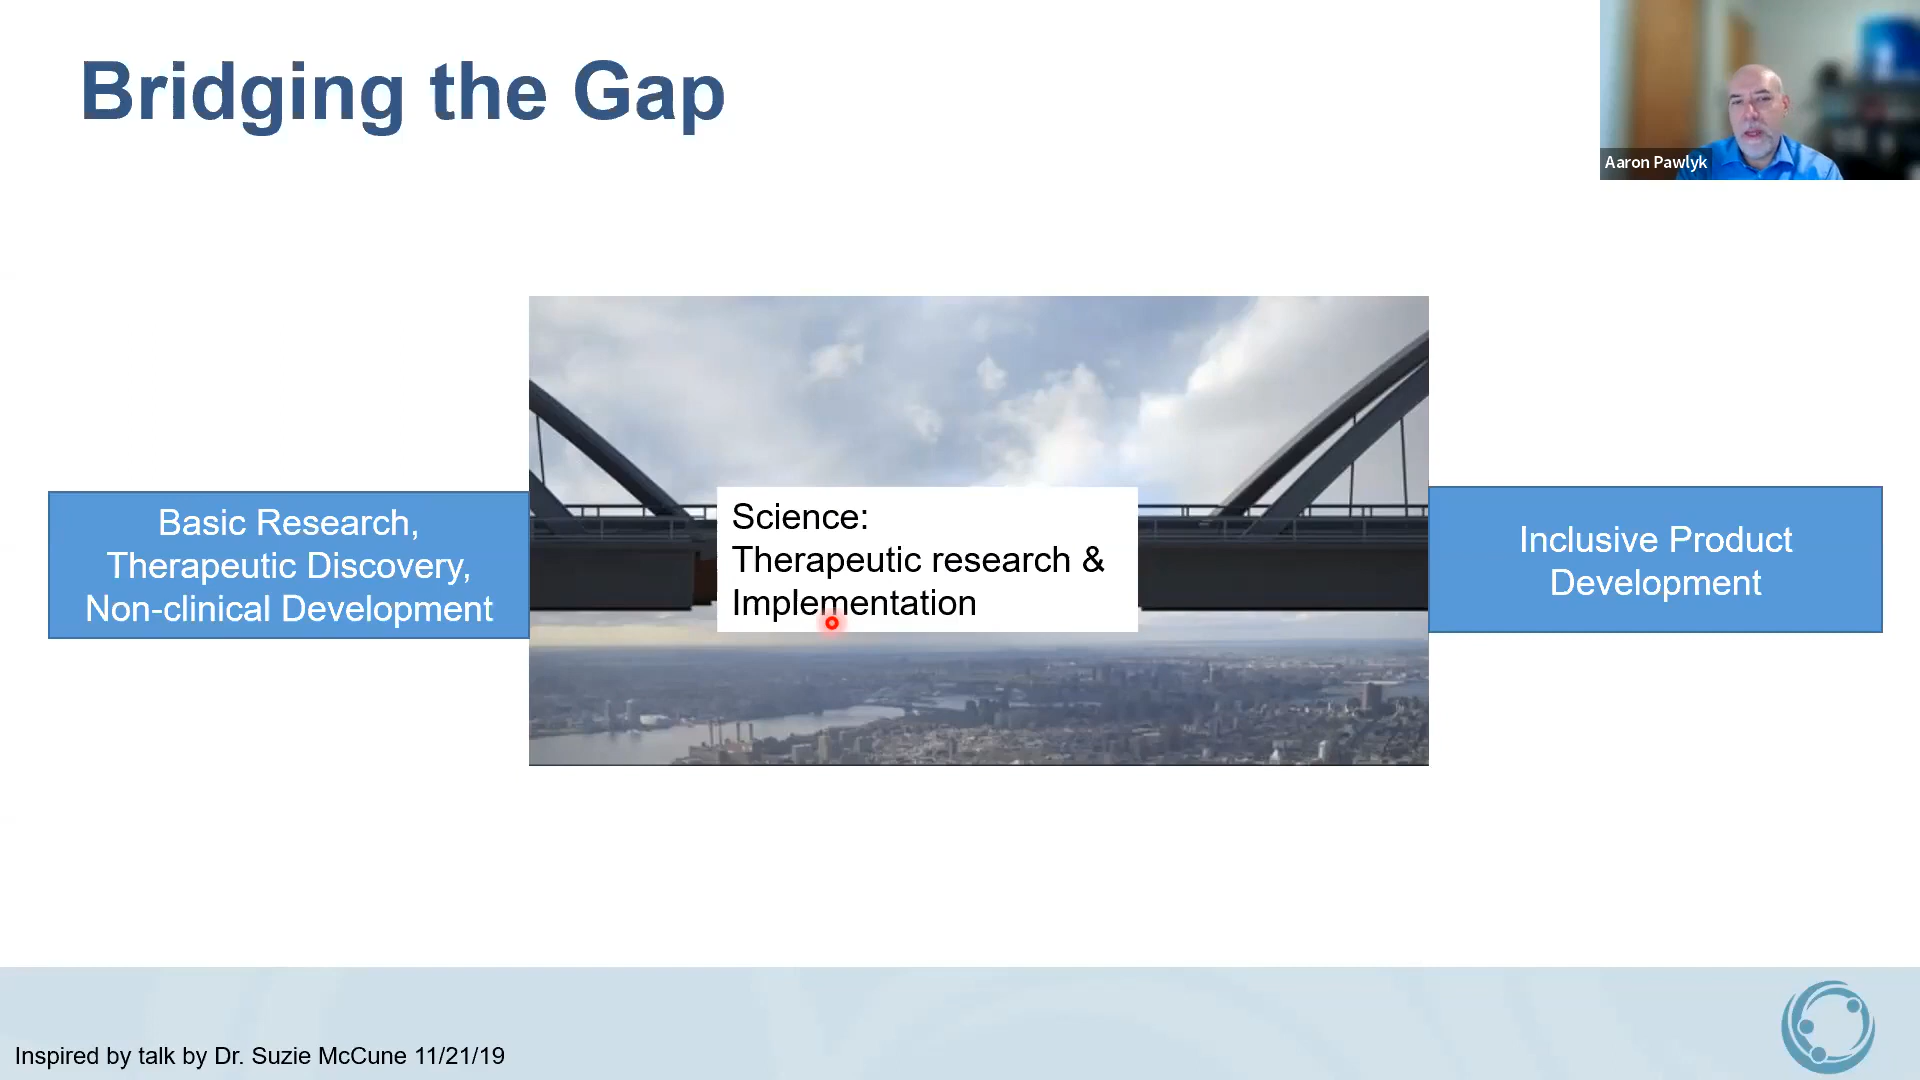 Bridging the Gap
Aaron Pawlyk
Basic Research,
Therapeutic Discovery,
Non-clinical Development
Science:
Therapeutic research &
Implementation
Inclusive Product
Development
Inspired by talk by Dr. Suzie McCune 11/21/19